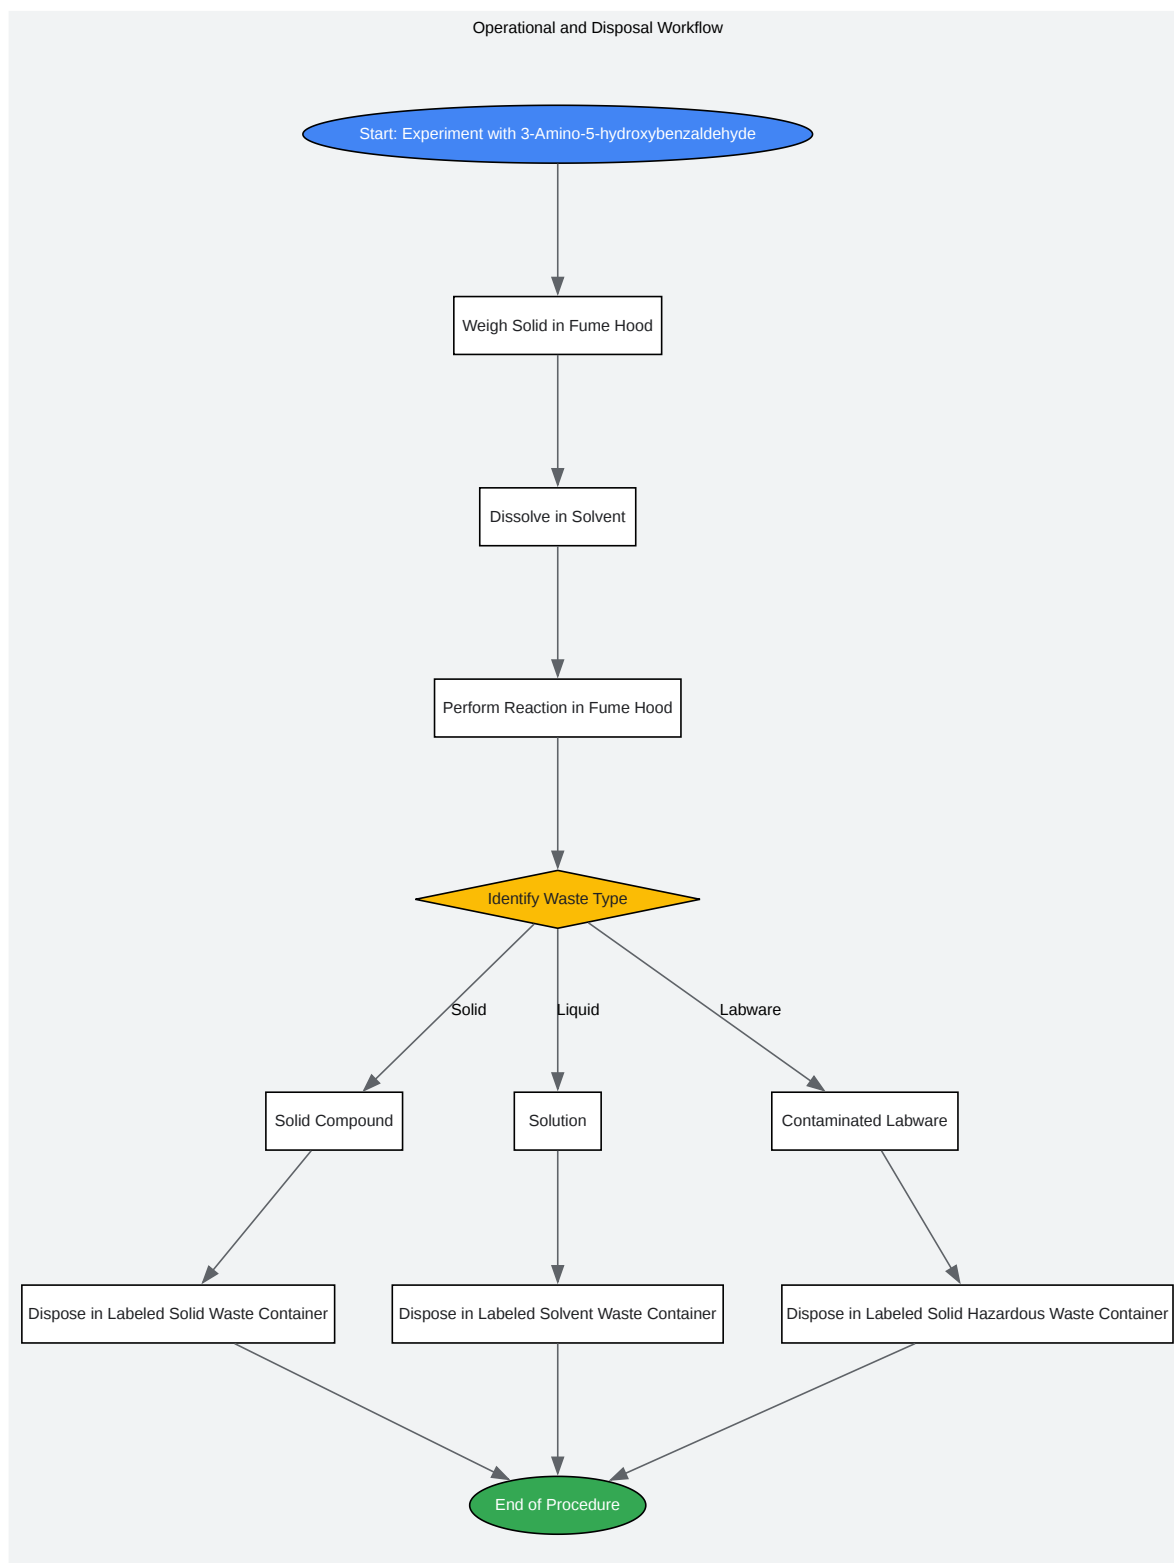 Operational and Disposal Workflow
Start: Experiment with 3-Amino-5-hydroxybenzaldehyde
Weigh Solid in Fume Hood
Dissolve in Solvent
Perform Reaction in Fume Hood
Identify Waste Type
Solid
Liquid
Labware
Solid Compound
Solution
Contaminated Labware
Dispose in Labeled Solid Waste Container
Dispose in Labeled Solvent Waste Container
Dispose in Labeled Solid Hazardous Waste Container
End of Procedure